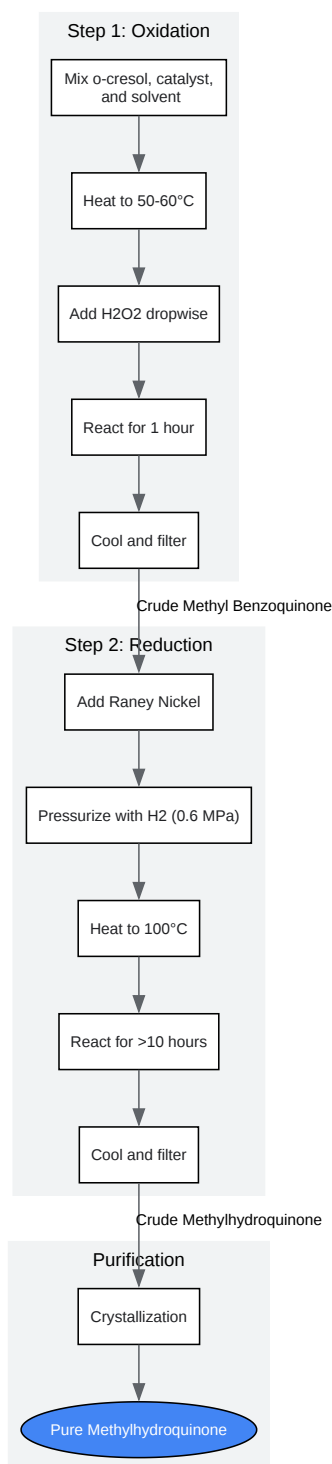 Step 1: Oxidation
Mix o-cresol, catalyst,
and solvent
Heat to 50-60°C
Add H2O2 dropwise
React for 1 hour
Cool and filter
Crude Methyl Benzoquinone
Step 2: Reduction
Add Raney Nickel
Pressurize with H2 (0.6 MPa)
Heat to 100°C
React for >10 hours
Cool and filter
Crude Methylhydroquinone
Purification
Crystallization
Pure Methylhydroquinone